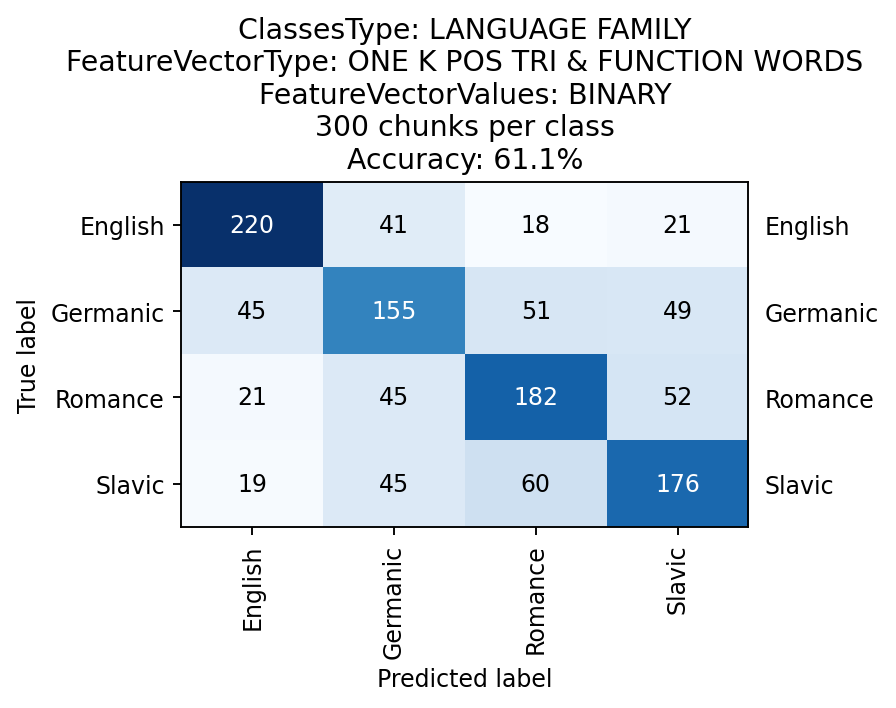 ClassesType: LANGUAGE FAMILY
FeatureVectorType: ONE K POS TRI & FUNCTION WORDS
FeatureVectorValues: BINARY
300 chunks per class
Accuracy: 61.1%
English 220 41 18 21 English
Germanic 45 155 51 49 Germanic
Romance 21 45 182 52 Romance
Slavic 19 45 60 176 Slavic
True label
English Germanic Romance Slavic
Predicted label